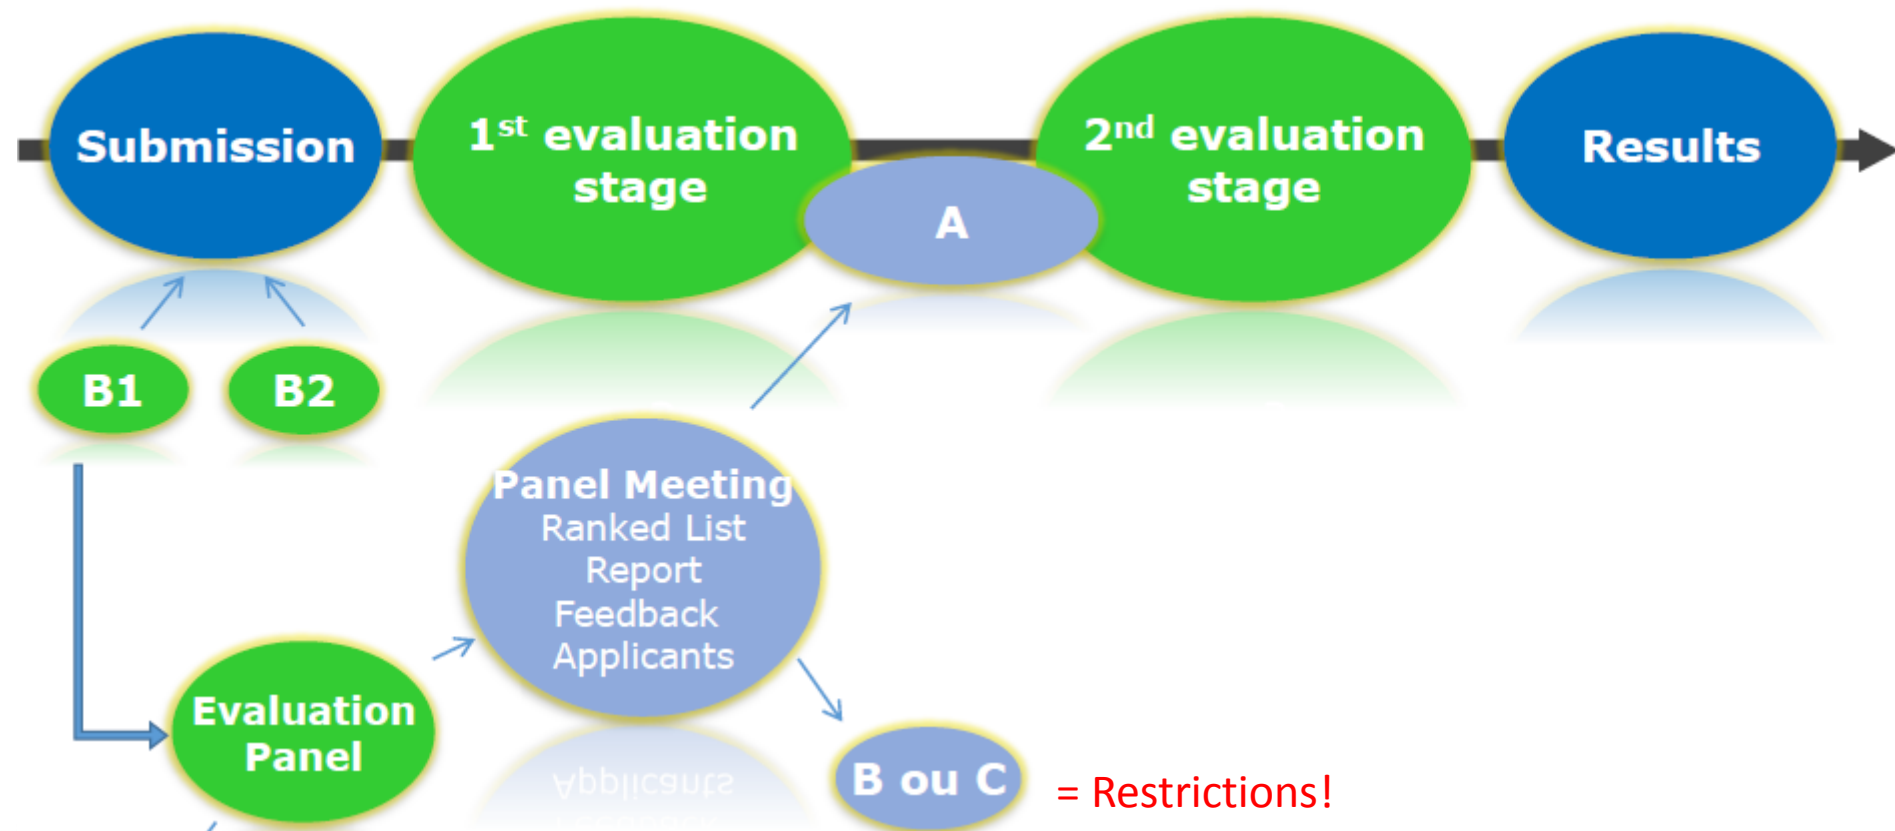 Submission
1st evaluation
stage
A
2nd evaluation
stage
Results
B1
B2
Panel Meeting
Ranked List
Report
Feedback
Applicants
Evaluation
Panel
B ou C
= Restrictions!